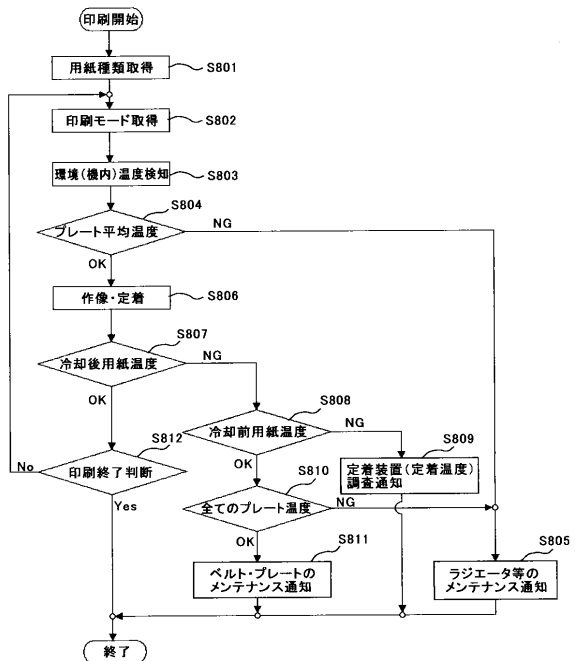 印刷開始
用紙種類取得
S801
印刷モード取得
S802
環境(機内)温度検知
S803
プレート平均温度
S804
NG
OK
作像・定着
S806
冷却後用紙温度
S807
NG
OK
冷却前用紙温度
S808
NG
OK
定着装置(定着温度)
調査通知
S809
印刷終了判断
S812
No
Yes
全てのプレート温度
S810
NG
OK
ベルト・プレートの
メンテナンス通知
S811
ラジエータ等の
メンテナンス通知
S805
終了